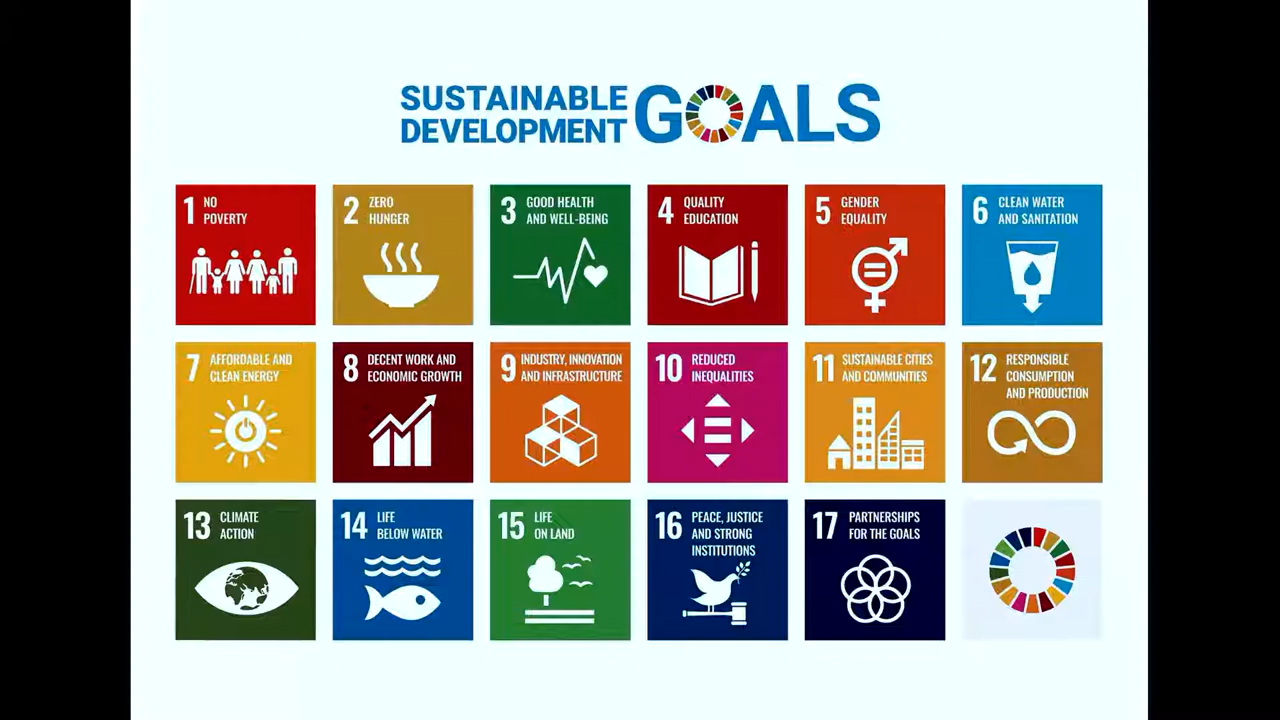 SUSTAINABLE
DEVELOPMENT
GOALS
1 NO
POVERTY
2 ZERO
HUNGER
3 GOOD HEALTH
AND WELL-BEING
4 QUALITY
EDUCATION
5 GENDER
EQUALITY
6 CLEAN WATER
AND SANITATION
7 AFFORDABLE AND
CLEAN ENERGY
8 DECENT WORK AND
ECONOMIC GROWTH
9 INDUSTRY, INNOVATION
AND INFRASTRUCTURE
10 REDUCED
INEQUALITIES
11 SUSTAINABLE CITIES
AND COMMUNITIES
12 RESPONSIBLE
CONSUMPTION
AND PRODUCTION
13 CLIMATE
ACTION
14 LIFE
BELOW WATER
15 LIFE
ON LAND
16 PEACE, JUSTICE
AND STRONG
INSTITUTIONS
17 PARTNERSHIPS
FOR THE GOALS